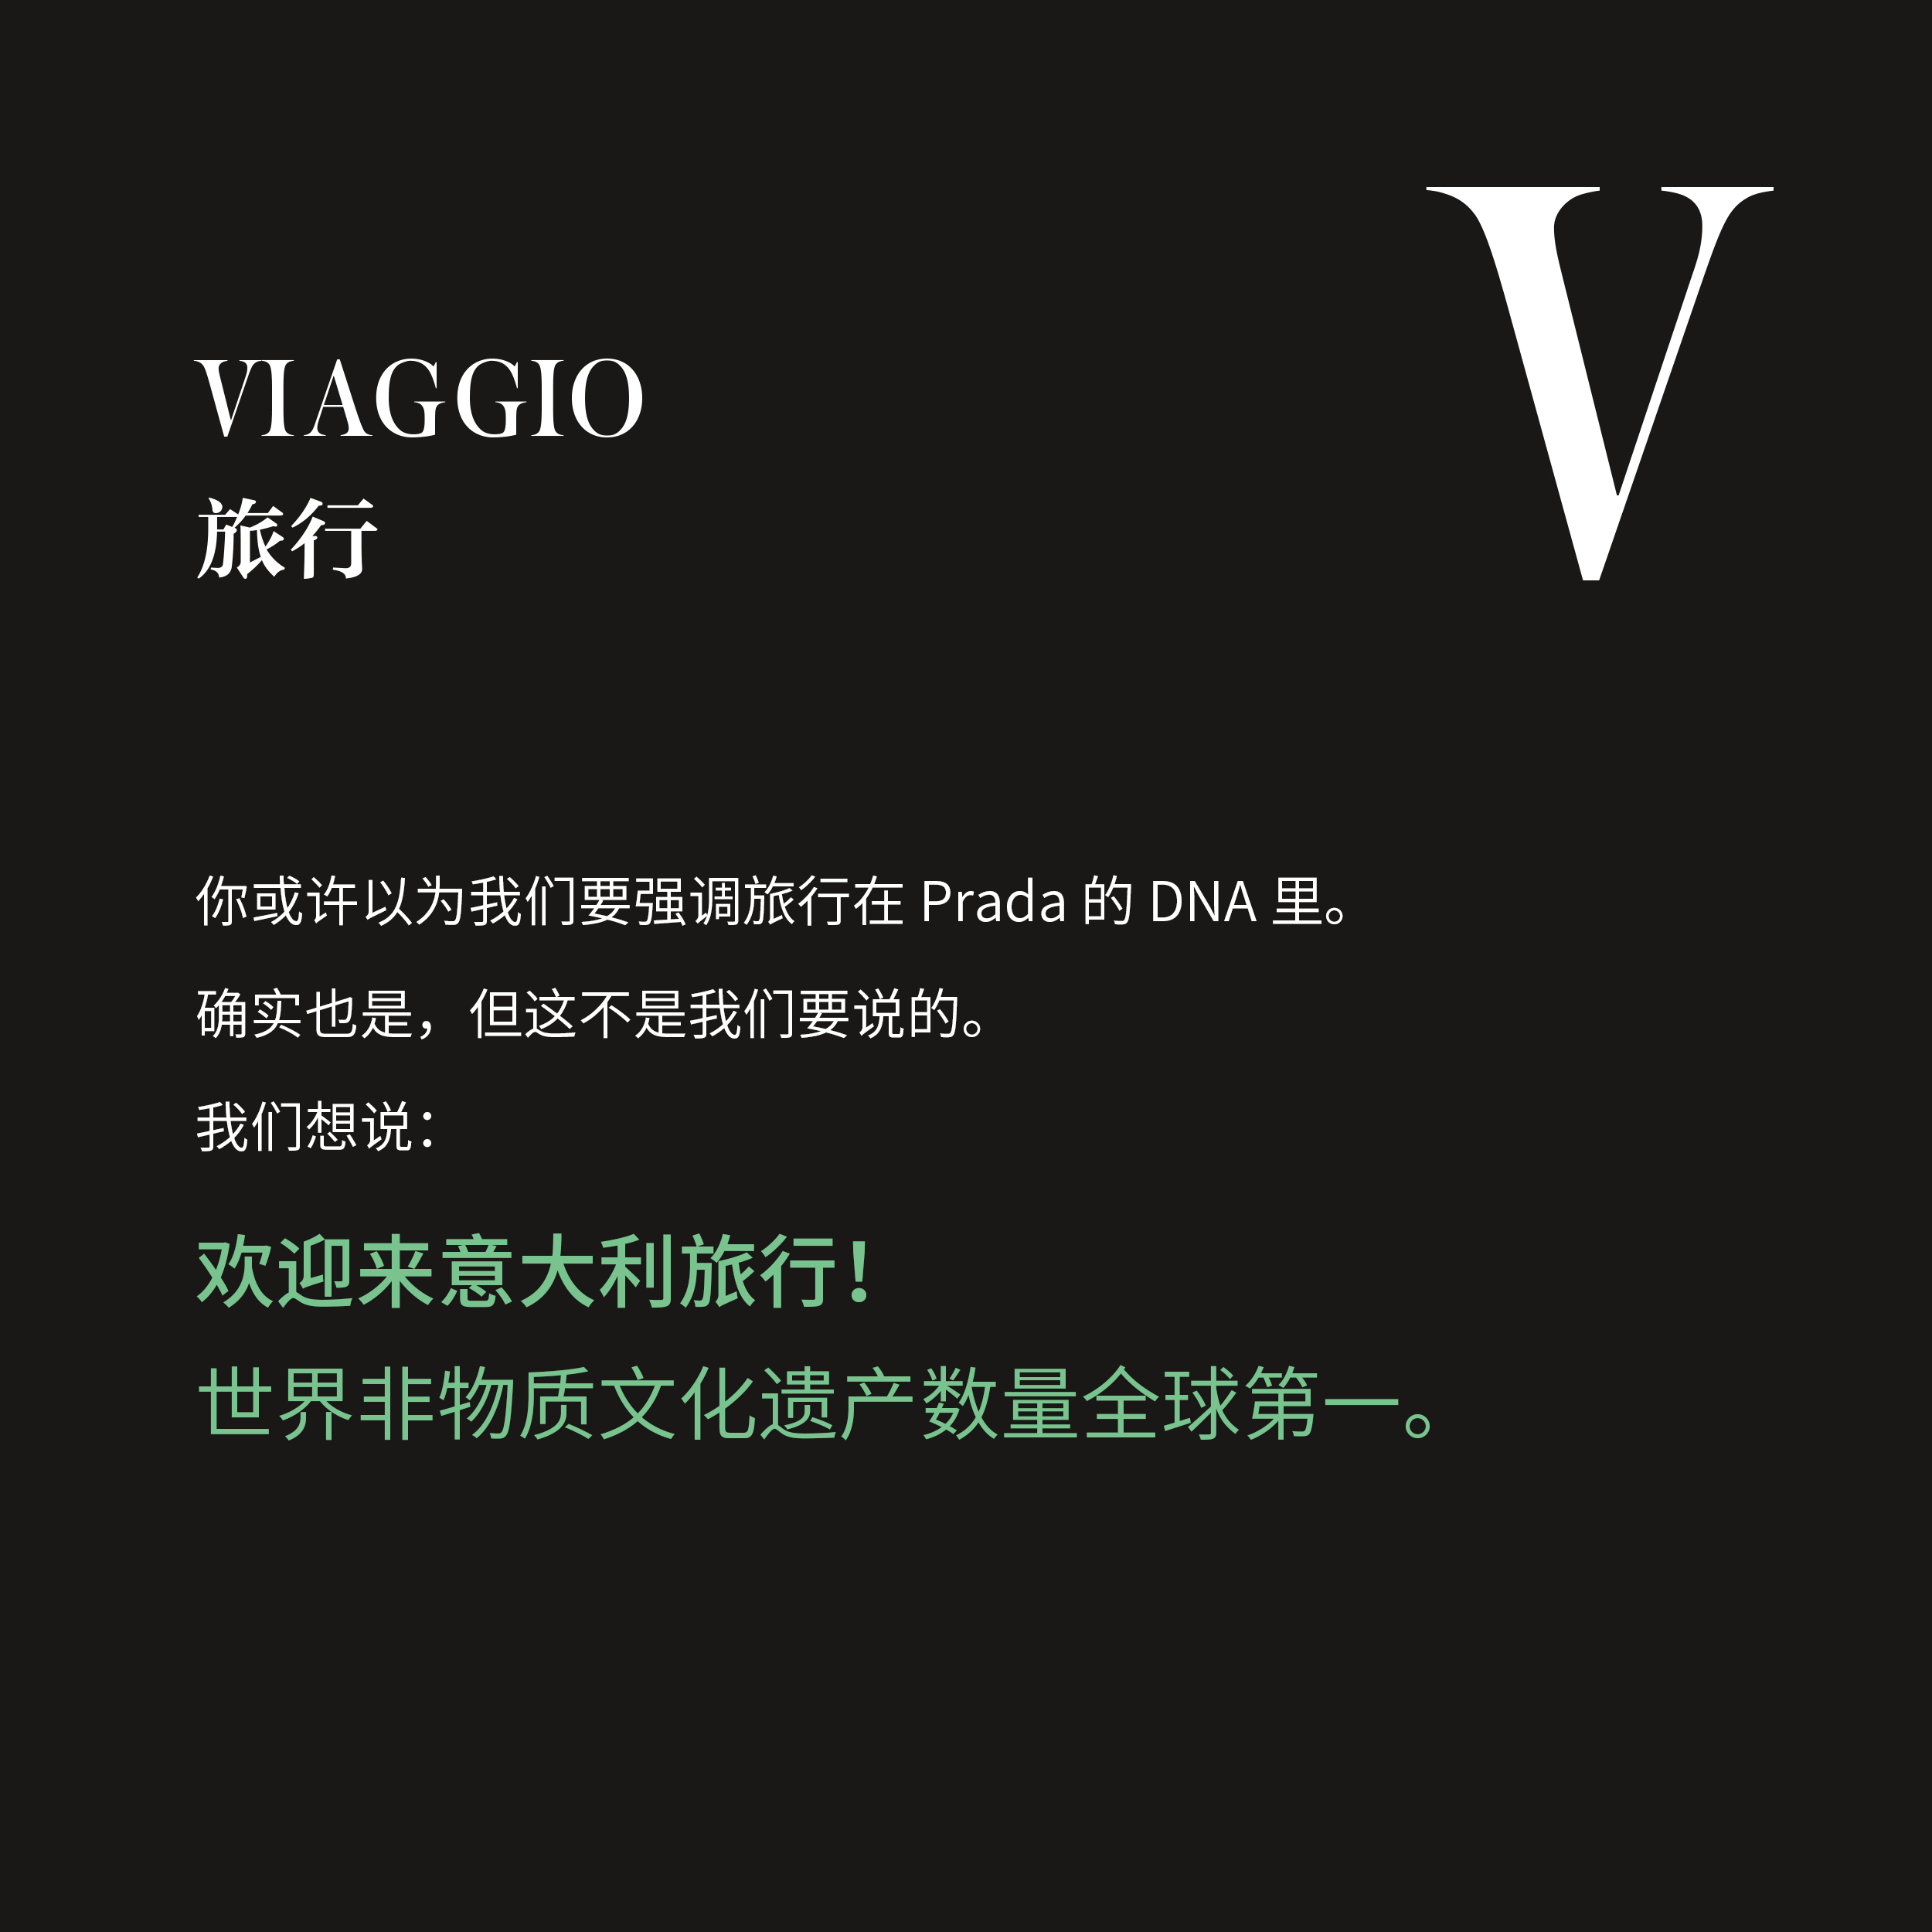 V
VIAGGIO
旅行
你或许以为我们要强调旅行在 Prada 的 DNA 里。
确实也是，但这不是我们要说的。
我们想说：
欢迎来意大利旅行！
世界非物质文化遗产数量全球第一。